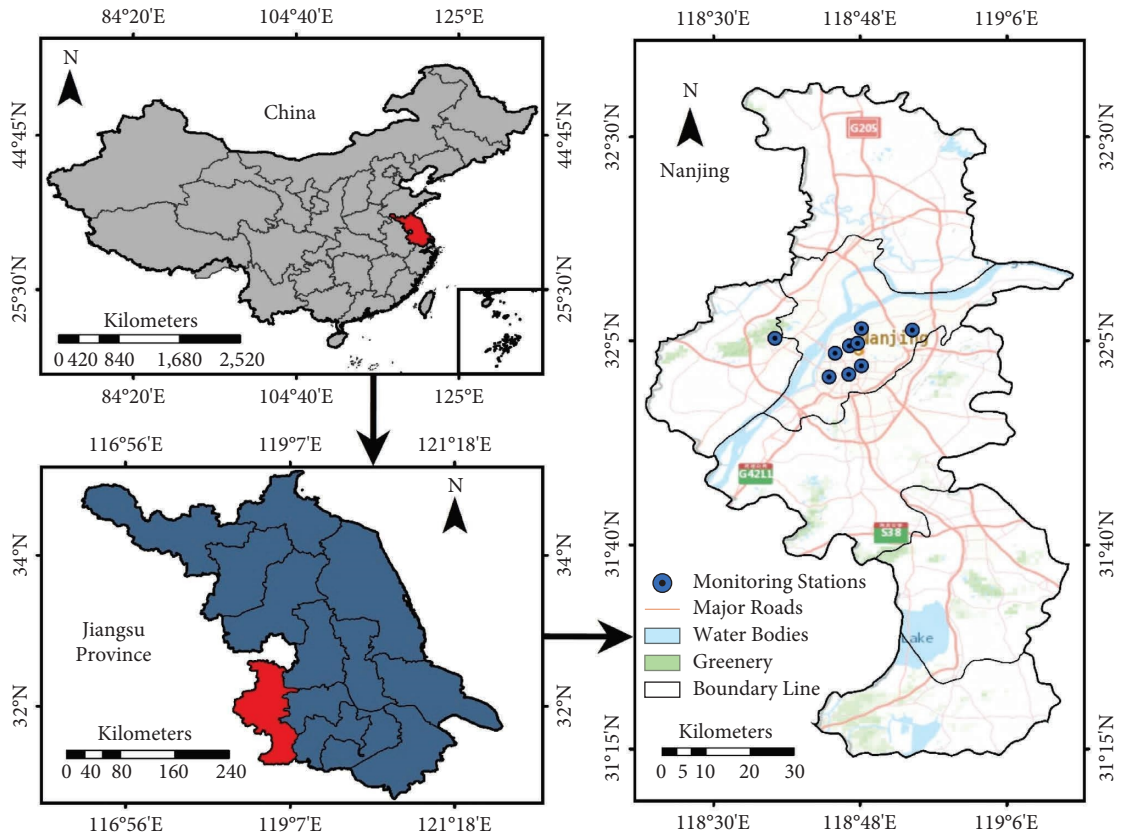 84°20'E 104°40'E 125°E
N
China
44°45'N 44°45'N
25°30'N 25°30'N
Kilometers
0 420 840 1,680 2,520
84°20'E 104°40'E 125°E
116°56'E 119°7'E 121°18'E
N
34°N 34°N
Jiangsu
Province
32°N 32°N
Kilometers
0 40 80 160 240
116°56'E 119°7'E 121°18'E
118°30'E 118°48'E 119°6'E
N
Nanjing
G205
32°30'N 32°30'N
32°5'N 32°5'N
Nanjing
G42L1
S38
31°40'N 31°40'N
Monitoring Stations
Major Roads
Water Bodies
Lake
Greenery
Boundary Line
Kilometers
0 5 10 20 30
31°15'N 31°15'N
118°30'E 118°48'E 119°6'E